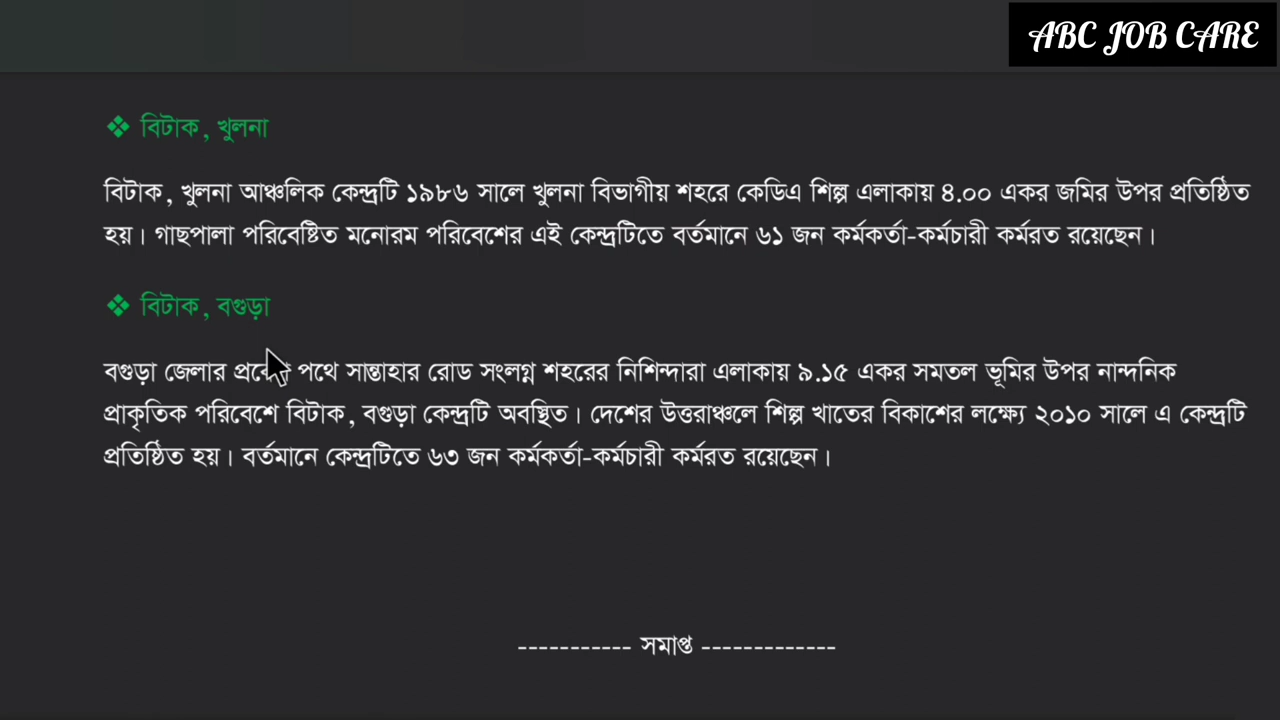 ABC JOB CARE
❖ বিটাক, খুলনা
বিটাক, খুলনা আঞ্চলিক কেন্দ্রটি ১৯৮৬ সালে খুলনা বিভাগীয় শহরে কেডিএ শিল্প এলাকায় ৪.০০ একর জমির উপর প্রতিষ্ঠিত
হয়। গাছপালা পরিবেষ্টিত মনোরম পরিবেশের এই কেন্দ্রটিতে বর্তমানে ৬১ জন কর্মকর্তা-কর্মচারী কর্মরত রয়েছেন।
❖ বিটাক, বগুড়া
বগুড়া জেলার পথে সান্তাহার রোড সংলগ্ন শহরের নিশিন্দারা এলাকায় ৯.১৫ একর সমতল ভূমির উপর নান্দনিক
প্রাকৃতিক পরিবেশে বিটাক, বগুড়া কেন্দ্রটি অবস্থিত। দেশের উত্তরাঞ্চলে শিল্প খাতের বিকাশের লক্ষ্যে ২০১০ সালে এ কেন্দ্রটি
প্রতিষ্ঠিত হয়। বর্তমানে কেন্দ্রটিতে ৬৩ জন কর্মকর্তা-কর্মচারী কর্মরত রয়েছেন।
----------- সমাপ্ত -------------